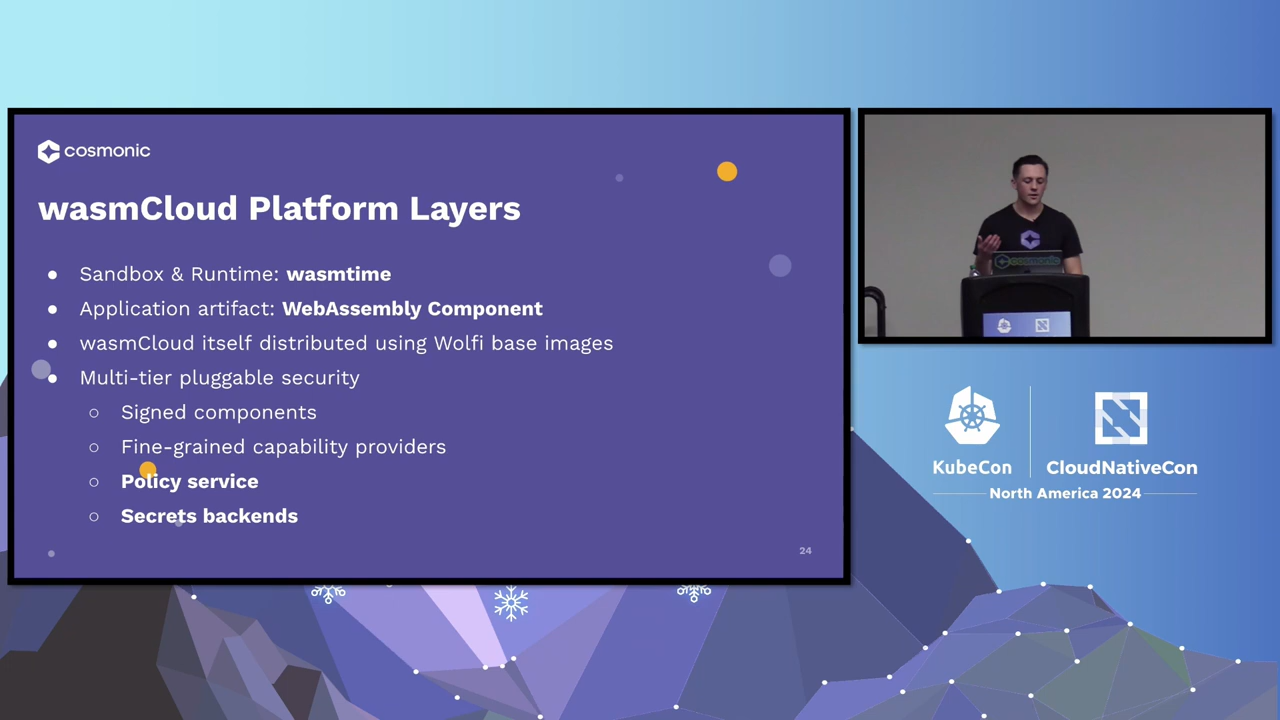 cosmonic
wasmCloud Platform Layers
● Sandbox & Runtime: wasmtime
● Application artifact: WebAssembly Component
● wasmCloud itself distributed using Wolfi base images
● Multi-tier pluggable security
○ Signed components
○ Fine-grained capability providers
○ Policy service
○ Secrets backends
24
cosmonic
KubeCon
CloudNativeCon
North America 2024